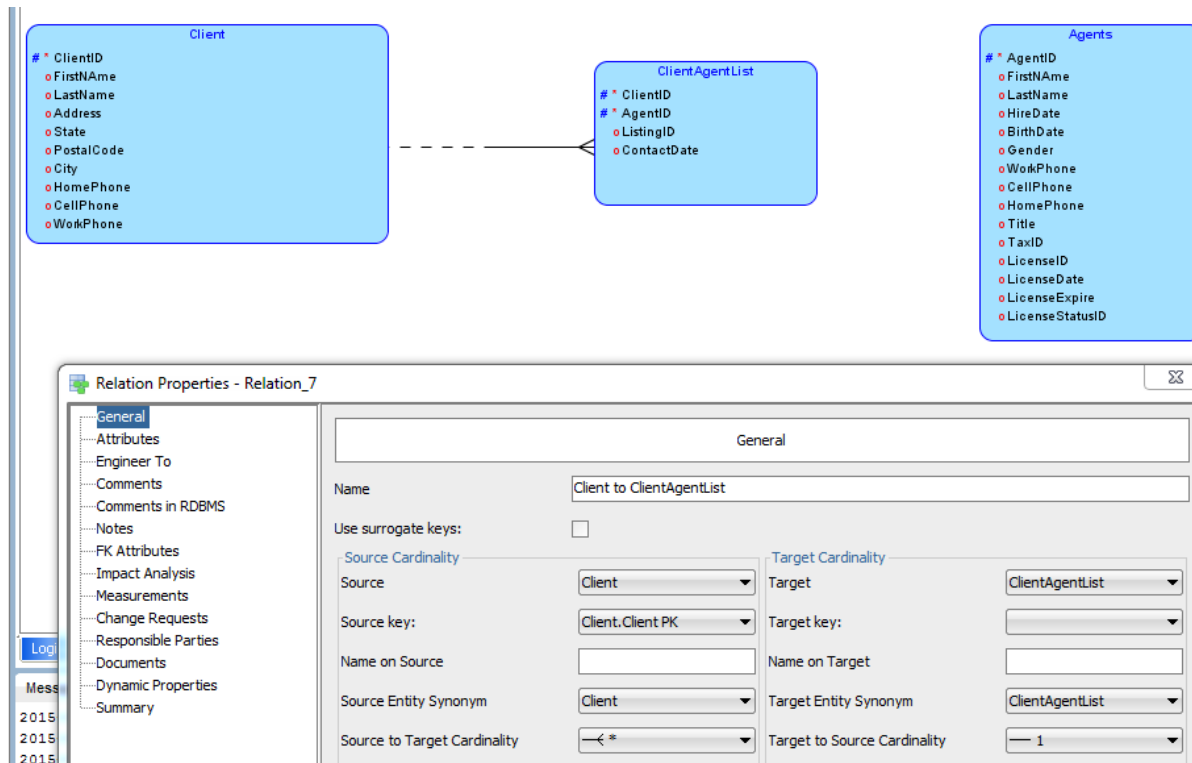 Client
# * ClientID
o FirstNAme
o LastName
o Address
o State
o PostalCode
o City
o HomePhone
o CellPhone
o WorkPhone
ClientAgentList
# * ClientID
# * AgentID
o ListingID
o ContactDate
Agents
# * AgentID
o FirstNAme
o LastName
o HireDate
o BirthDate
o Gender
o WorkPhone
o CellPhone
o HomePhone
o Title
o TaxID
o LicenseID
o LicenseDate
o LicenseExpire
o LicenseStatusID
Relation Properties - Relation_7
General
Attributes
Engineer To
Comments
Comments in RDBMS
Notes
FK Attributes
Impact Analysis
Measurements
Change Requests
Responsible Parties
Documents
Dynamic Properties
Summary
General
Name Client to ClientAgentList
Use surrogate keys:
Source Cardinality
Source Client
Source key: Client.Client PK
Name on Source
Source Entity Synonym Client
Source to Target Cardinality *
Target Cardinality
Target ClientAgentList
Target key:
Name on Target
Target Entity Synonym ClientAgentList
Target to Source Cardinality 1
Logi
Mess
2015
2015
2015